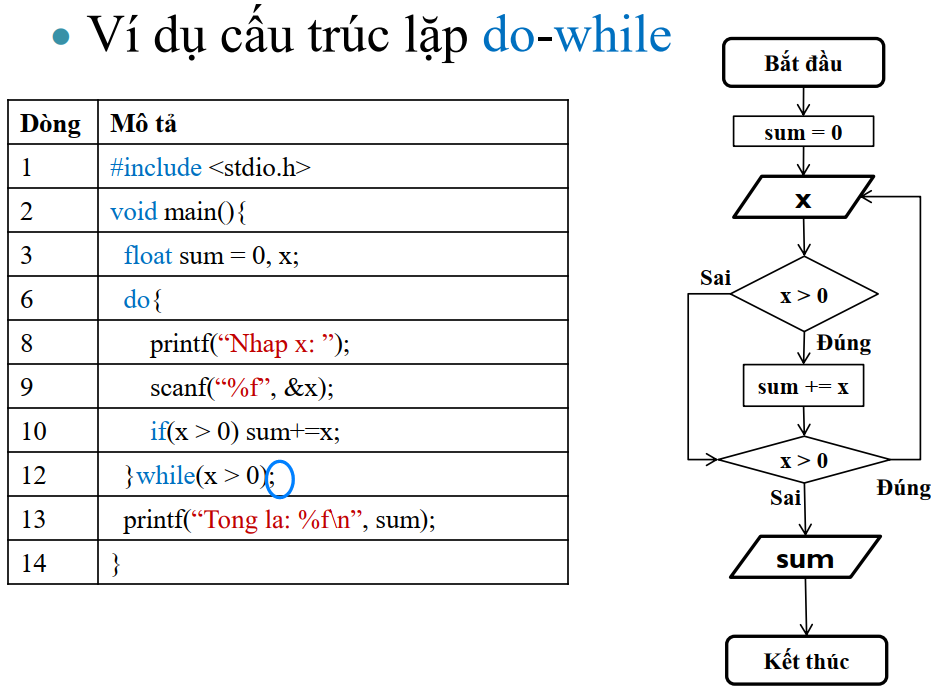 • Ví dụ cấu trúc lặp do-while
Dòng Mô tả
1 #include <stdio.h>
2 void main(){
3 float sum = 0, x;
6 do{
8 printf(“Nhap x: ”);
9 scanf(“%f”, &x);
10 if(x > 0) sum+=x;
12 }while(x > 0);
13 printf(“Tong la: %f\n”, sum);
14 }
Bắt đầu
sum = 0
x
Sai
x > 0
Đúng
sum += x
x > 0
Sai
Đúng
sum
Kết thúc